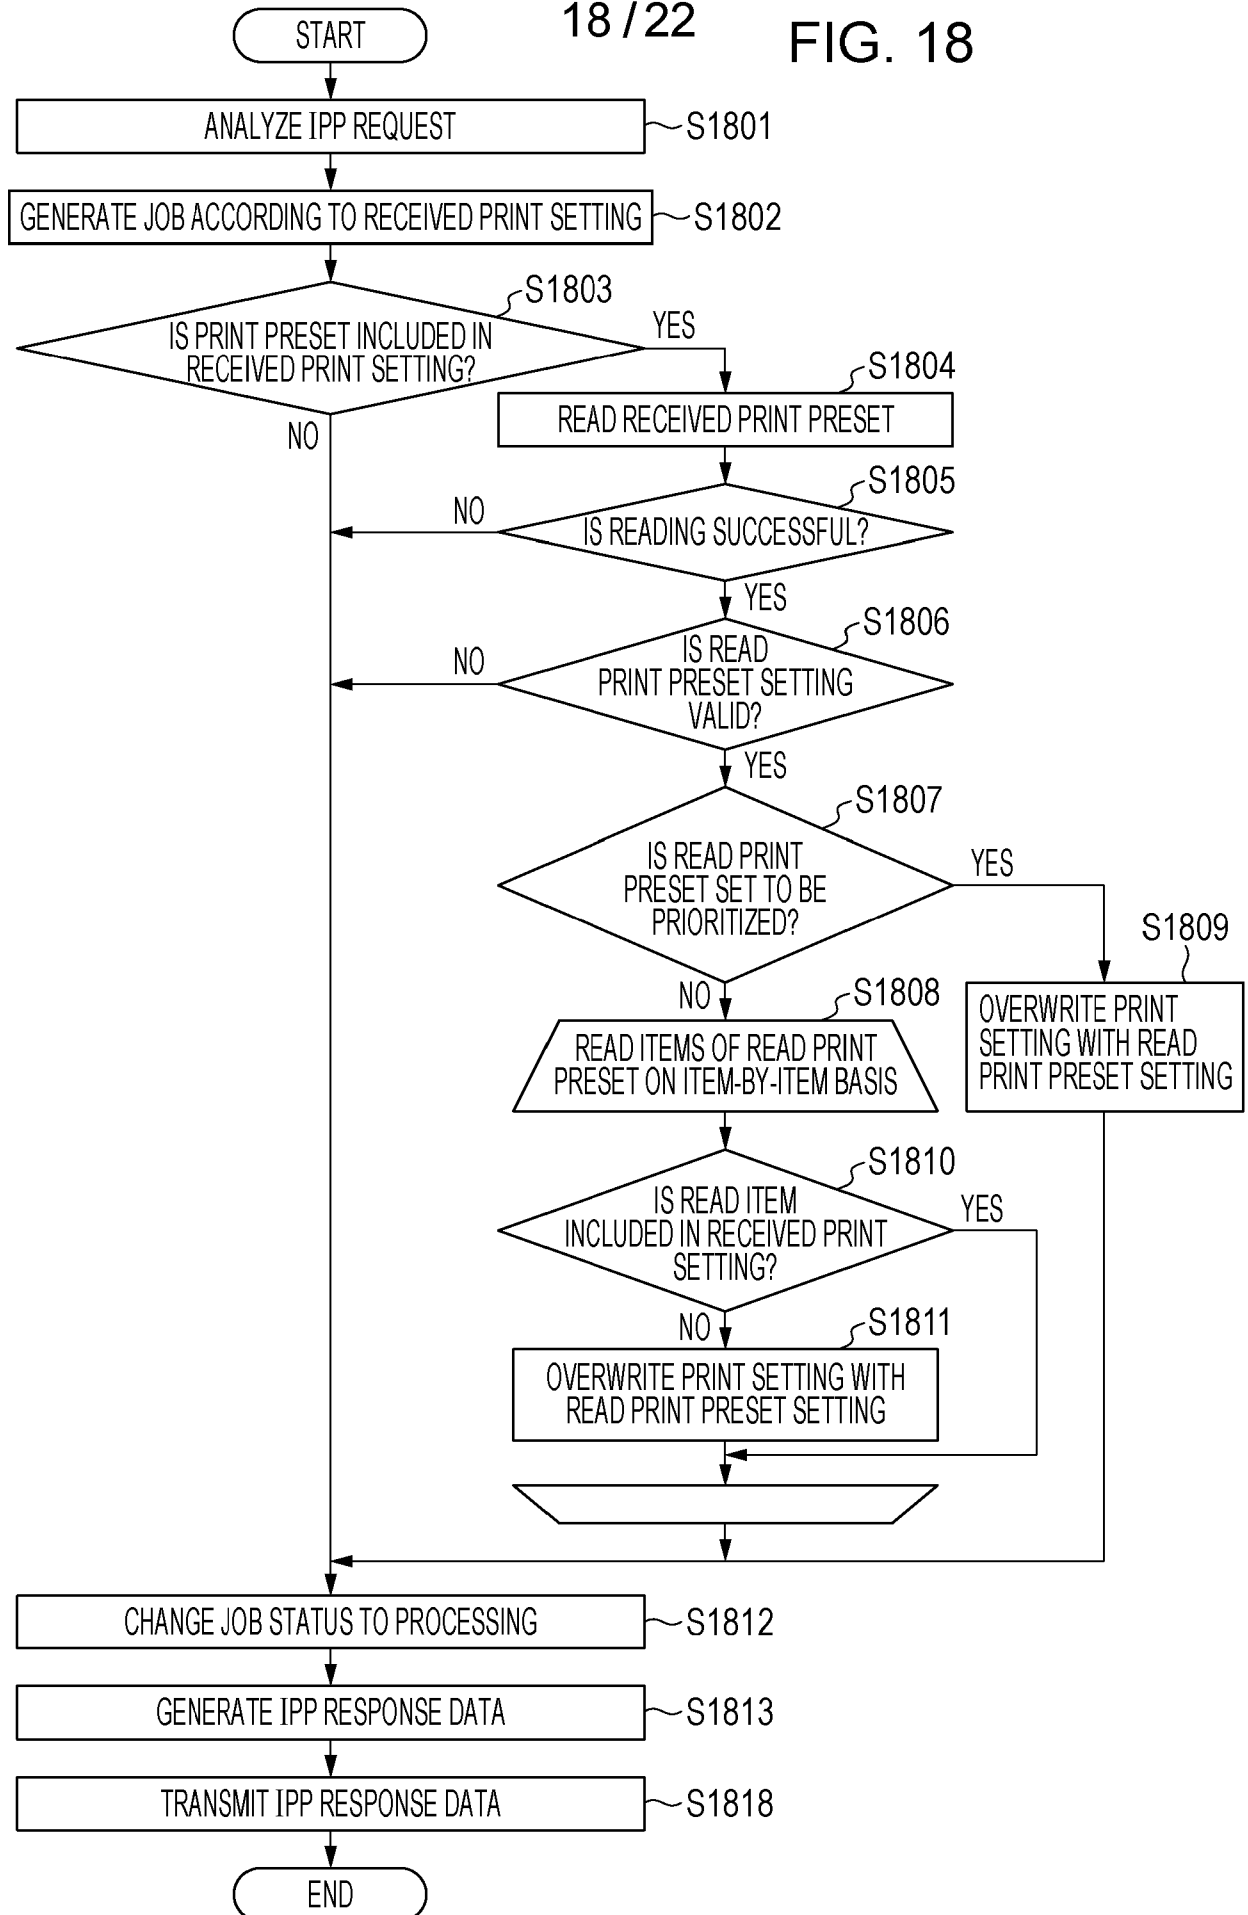 18 / 22
FIG. 18
START
ANALYZE IPP REQUEST
S1801
GENERATE JOB ACCORDING TO RECEIVED PRINT SETTING
S1802
S1803
IS PRINT PRESET INCLUDED IN
RECEIVED PRINT SETTING?
YES
NO
S1804
READ RECEIVED PRINT PRESET
S1805
IS READING SUCCESSFUL?
NO
YES
S1806
IS READ
PRINT PRESET SETTING
VALID?
NO
YES
S1807
IS READ PRINT
PRESET SET TO BE
PRIORITIZED?
YES
NO
S1809
OVERWRITE PRINT
SETTING WITH READ
PRINT PRESET SETTING
S1808
READ ITEMS OF READ PRINT
PRESET ON ITEM-BY-ITEM BASIS
S1810
IS READ ITEM
INCLUDED IN RECEIVED PRINT
SETTING?
YES
NO
S1811
OVERWRITE PRINT SETTING WITH
READ PRINT PRESET SETTING
CHANGE JOB STATUS TO PROCESSING
S1812
GENERATE IPP RESPONSE DATA
S1813
TRANSMIT IPP RESPONSE DATA
S1818
END